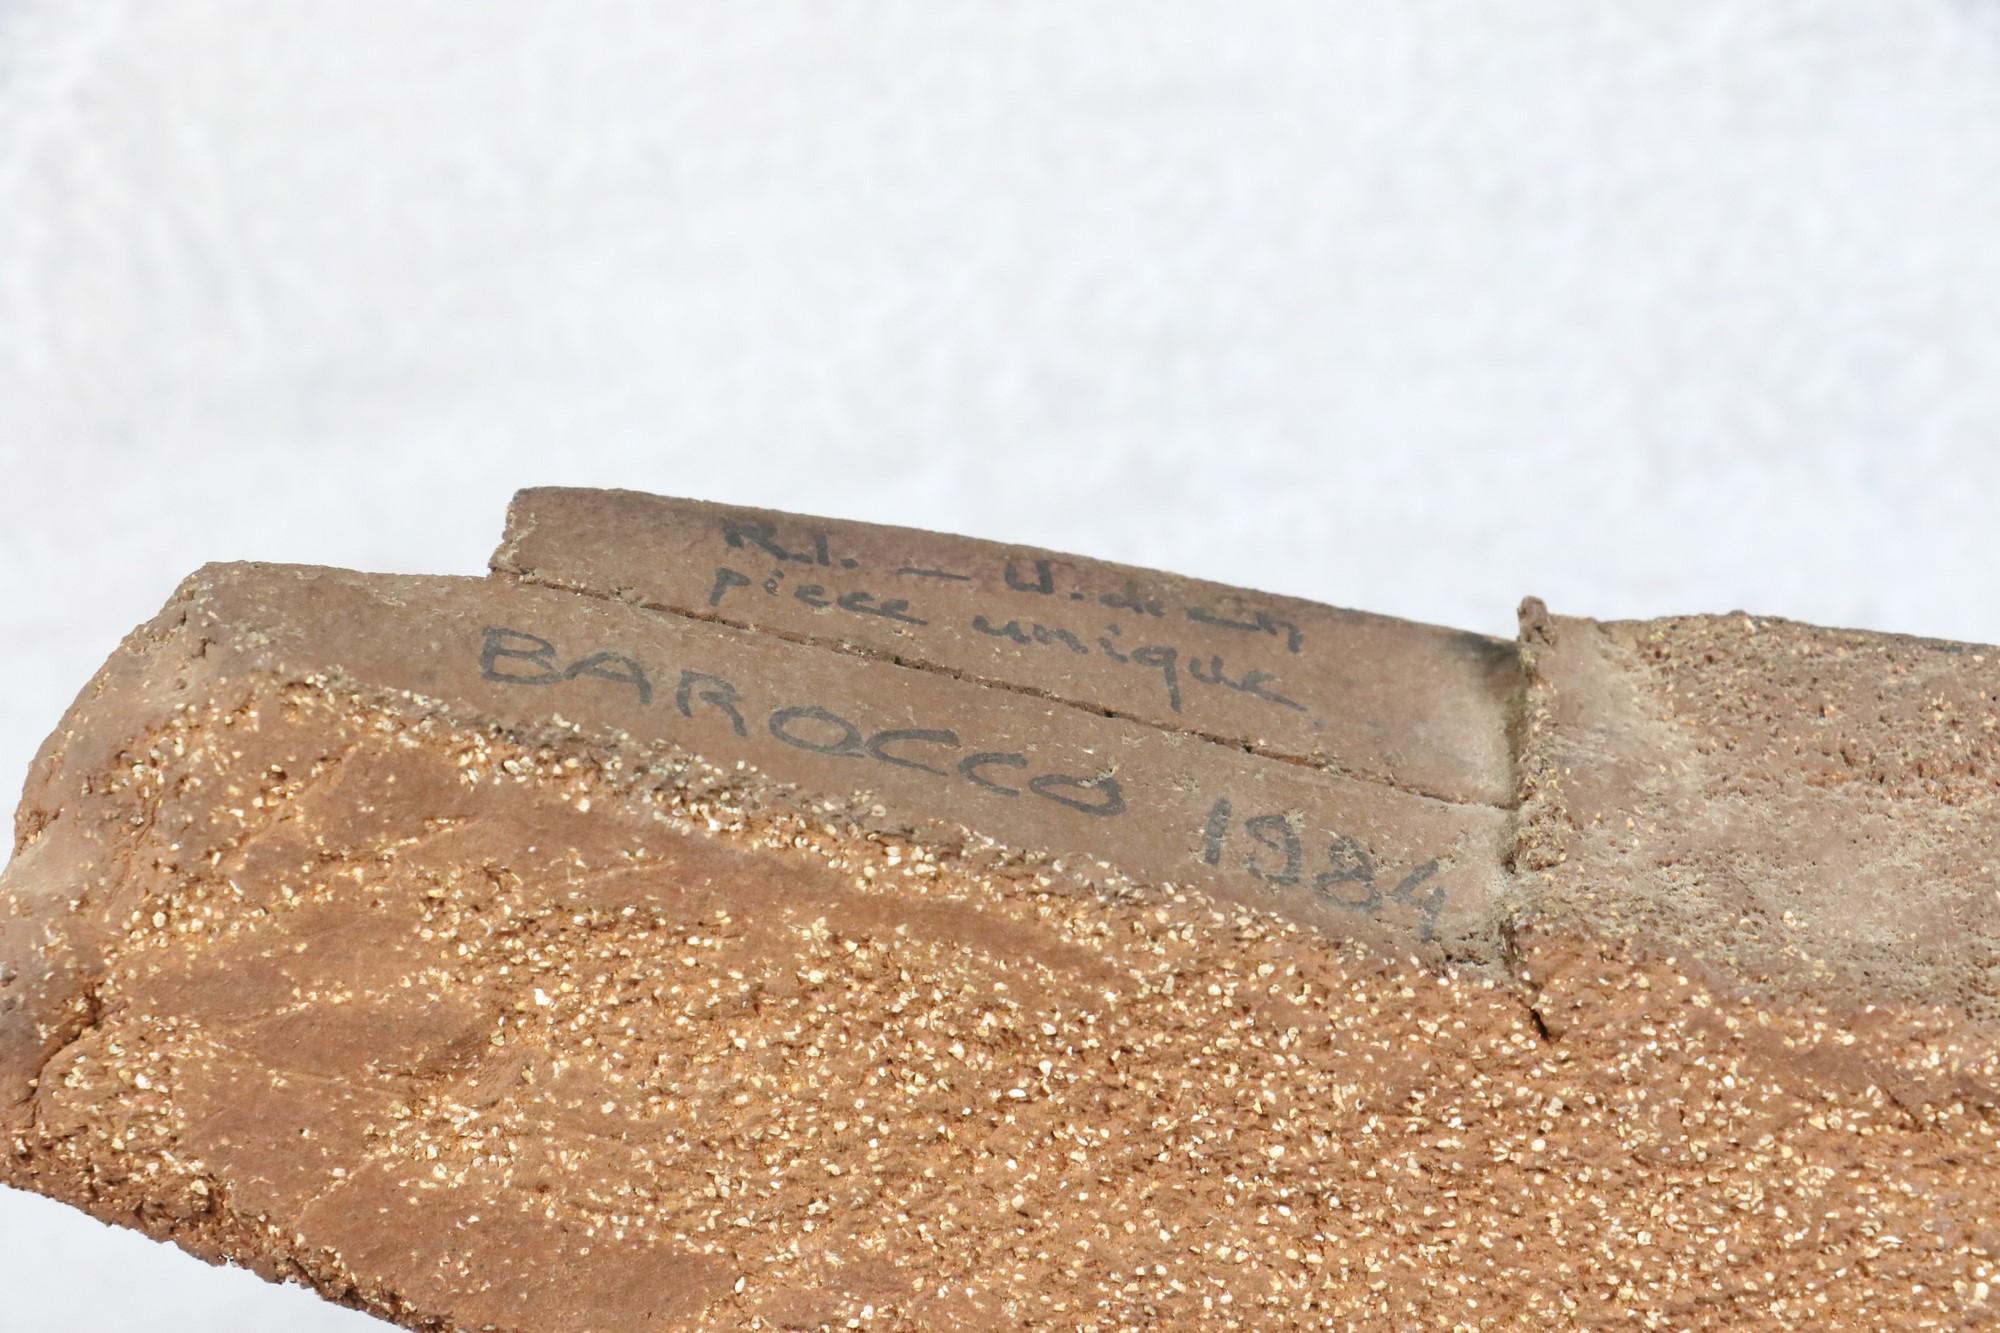 R.I. —
pièce unique
BAROCCO 1984